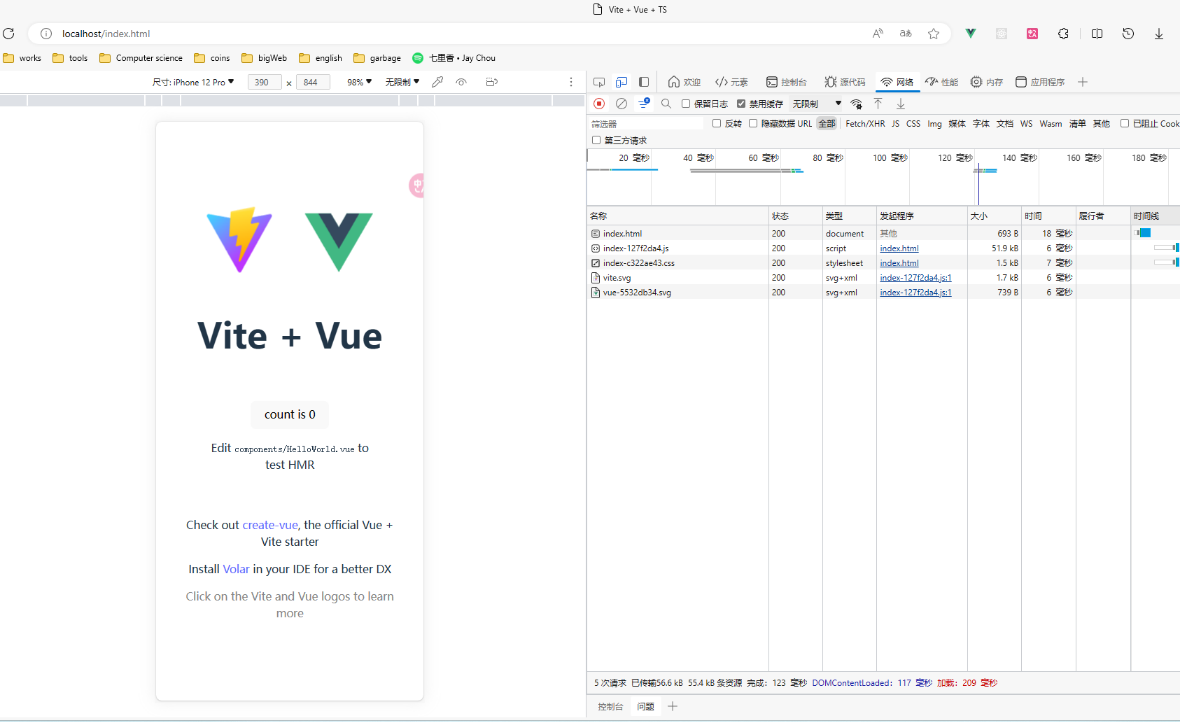 Vite + Vue + TS
localhost/index.html
works tools Computer science coins bigWeb english garbage 七里香 • Jay Chou
尺寸: iPhone 12 Pro 390 × 844 98% 无限制
欢迎 元素 控制台 源代码 网络 性能 内存 应用程序
保留日志 禁用缓存 无限制
筛选器 反转 隐藏数据 URL 全部 Fetch/XHR JS CSS Img 媒体 字体 文档 WS Wasm 清单 其他 已阻止 Cook
第三方请求
20 毫秒 40 毫秒 60 毫秒 80 毫秒 100 毫秒 120 毫秒 140 毫秒 160 毫秒 180 毫秒
名称 状态 类型 发起程序 大小 时间 履行者 时间线
index.html 200 document 其他 693 B 18 毫秒
index-127f2da4.js 200 script index.html 51.9 kB 6 毫秒
index-c322ae43.css 200 stylesheet index.html 1.5 kB 7 毫秒
vite.svg 200 svg+xml index-127f2da4.js:1 1.7 kB 6 毫秒
vue-5532db34.svg 200 svg+xml index-127f2da4.js:1 739 B 6 毫秒
Vite + Vue
count is 0
Edit components/HelloWorld.vue to
test HMR
Check out create-vue, the official Vue +
Vite starter
Install Volar in your IDE for a better DX
Click on the Vite and Vue logos to learn
more
5 次请求 已传输56.6 kB 55.4 kB 条资源 完成: 123 毫秒 DOMContentLoaded: 117 毫秒 加载: 209 毫秒
控制台 问题